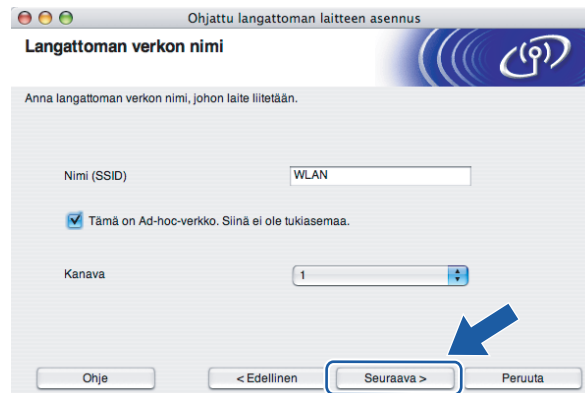 Ohjattu langattoman laitteen asennus
Langattoman verkon nimi
Anna langattoman verkon nimi, johon laite liitetään.
Nimi (SSID) WLAN
Tämä on Ad-hoc-verkko. Siinä ei ole tukiasemaa.
Kanava 1
Ohje < Edellinen Seuraava > Peruuta